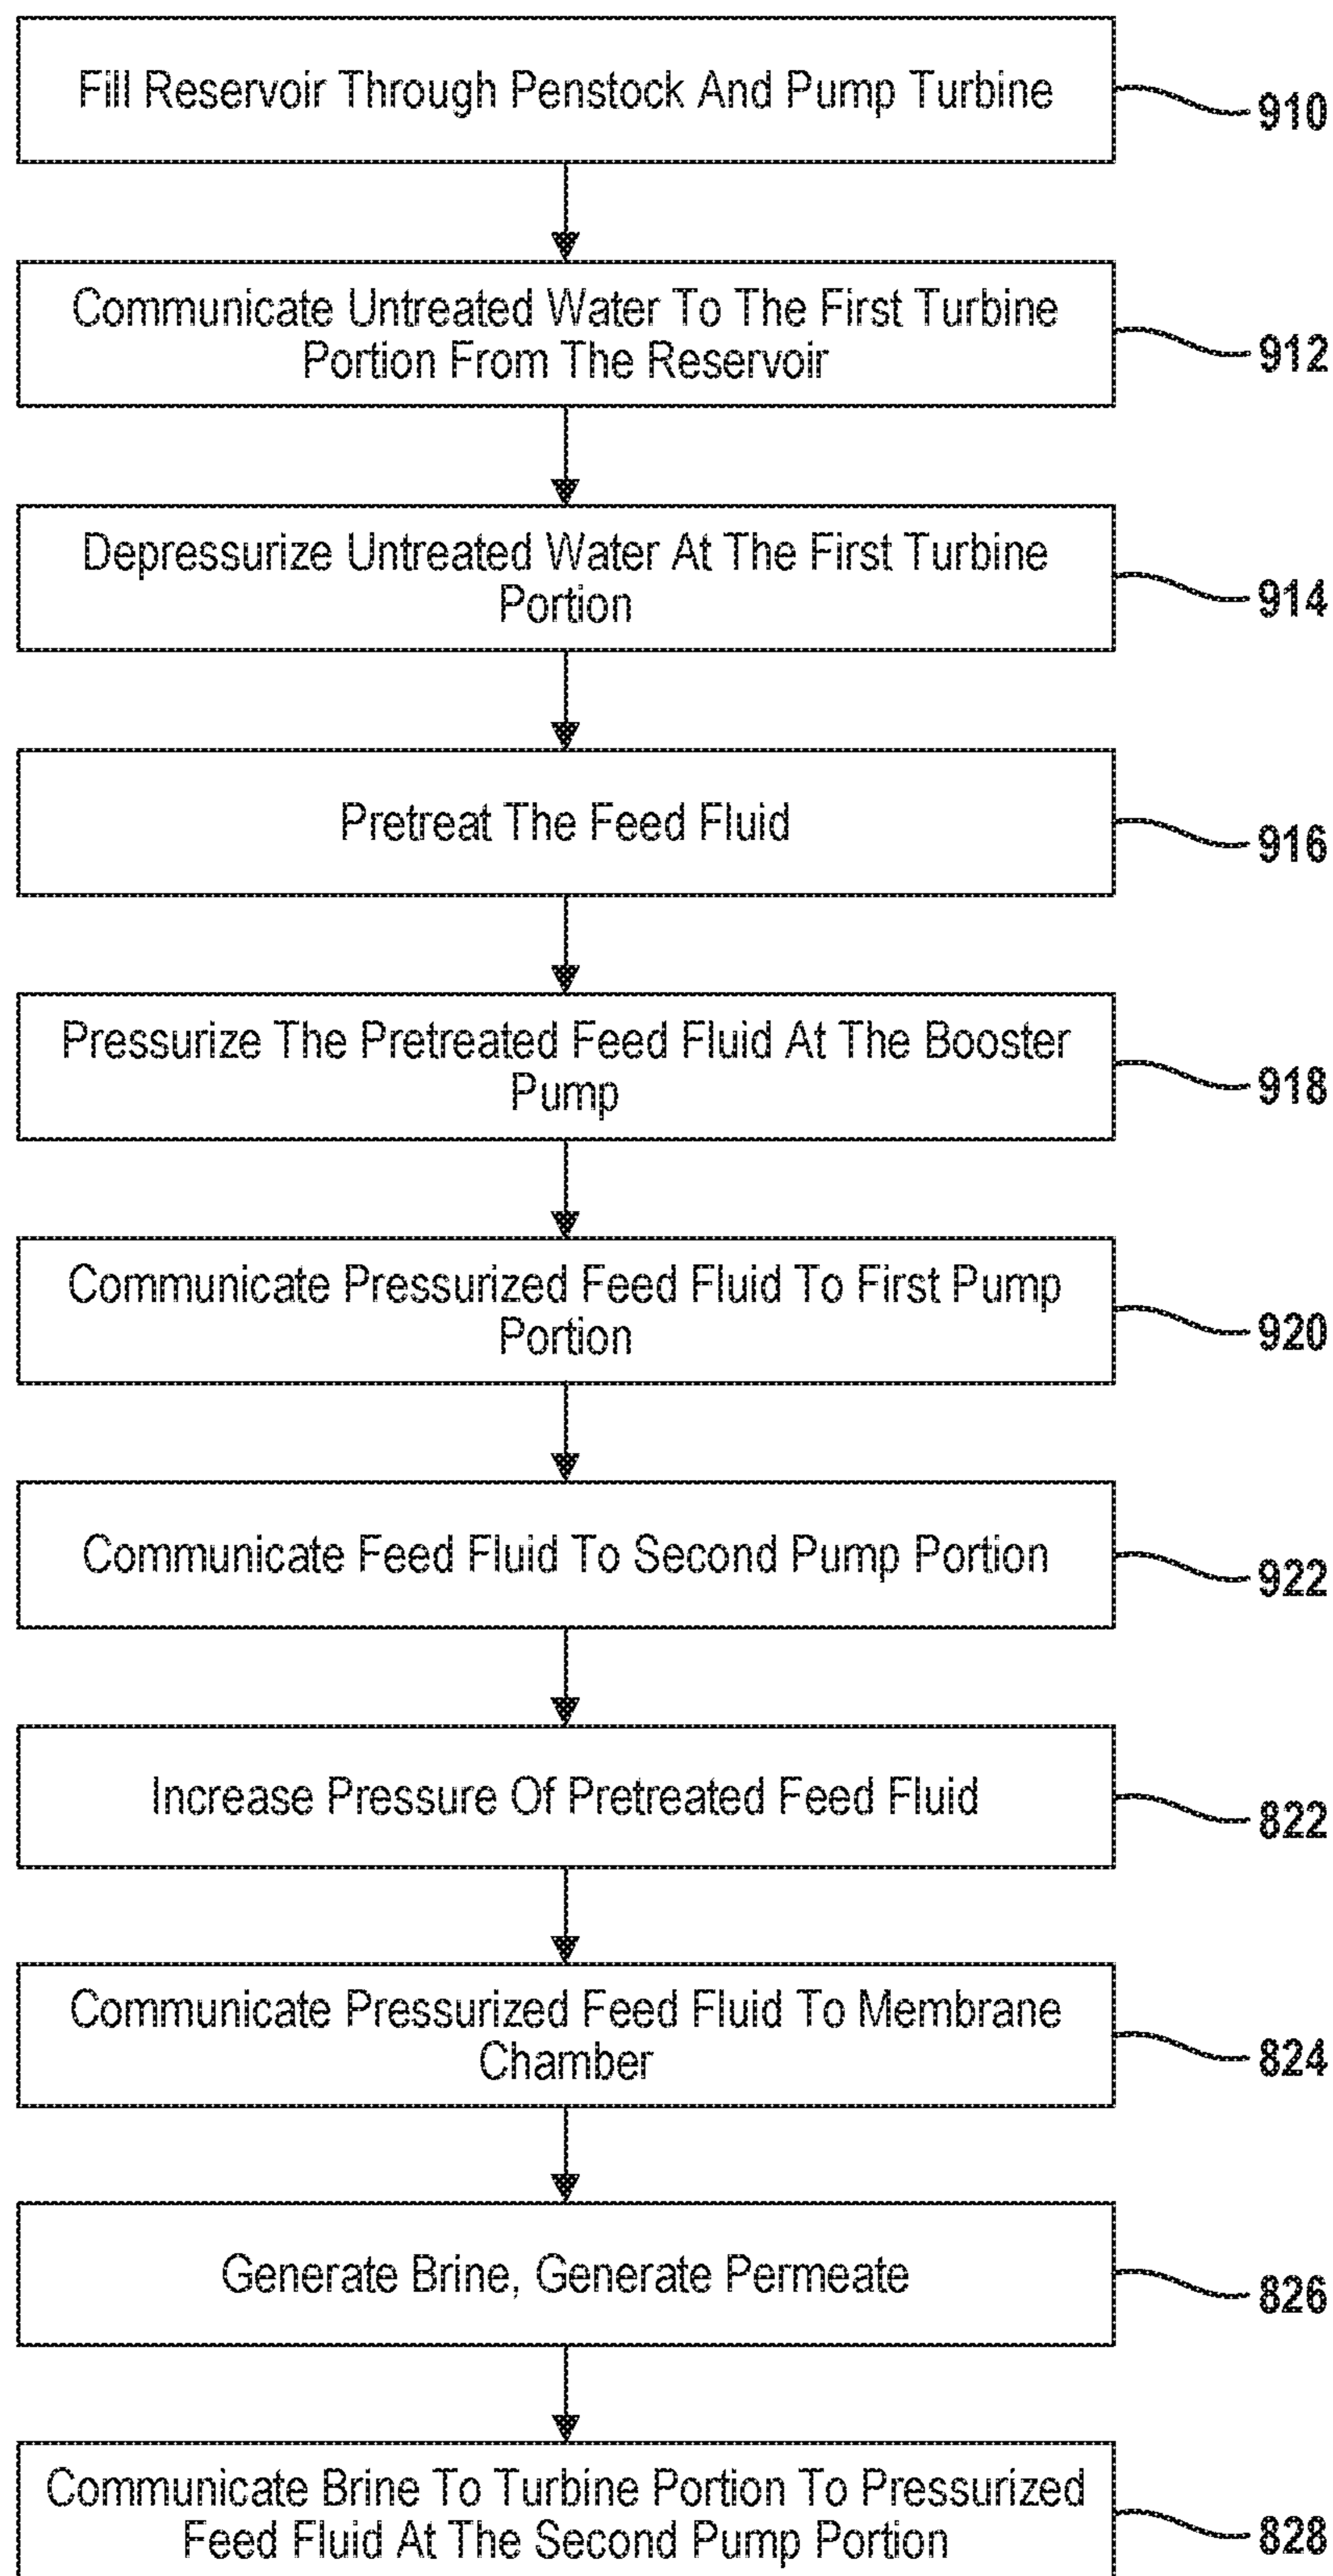 Fill Reservoir Through Penstock And Pump Turbine
910
Communicate Untreated Water To The First Turbine
Portion From The Reservoir
912
Depressurize Untreated Water At The First Turbine
Portion
914
Pretreat The Feed Fluid
916
Pressurize The Pretreated Feed Fluid At The Booster
Pump
918
Communicate Pressurized Feed Fluid To First Pump
Portion
920
Communicate Feed Fluid To Second Pump Portion
922
Increase Pressure Of Pretreated Feed Fluid
822
Communicate Pressurized Feed Fluid To Membrane
Chamber
824
Generate Brine, Generate Permeate
826
Communicate Brine To Turbine Portion To Pressurized
Feed Fluid At The Second Pump Portion
828